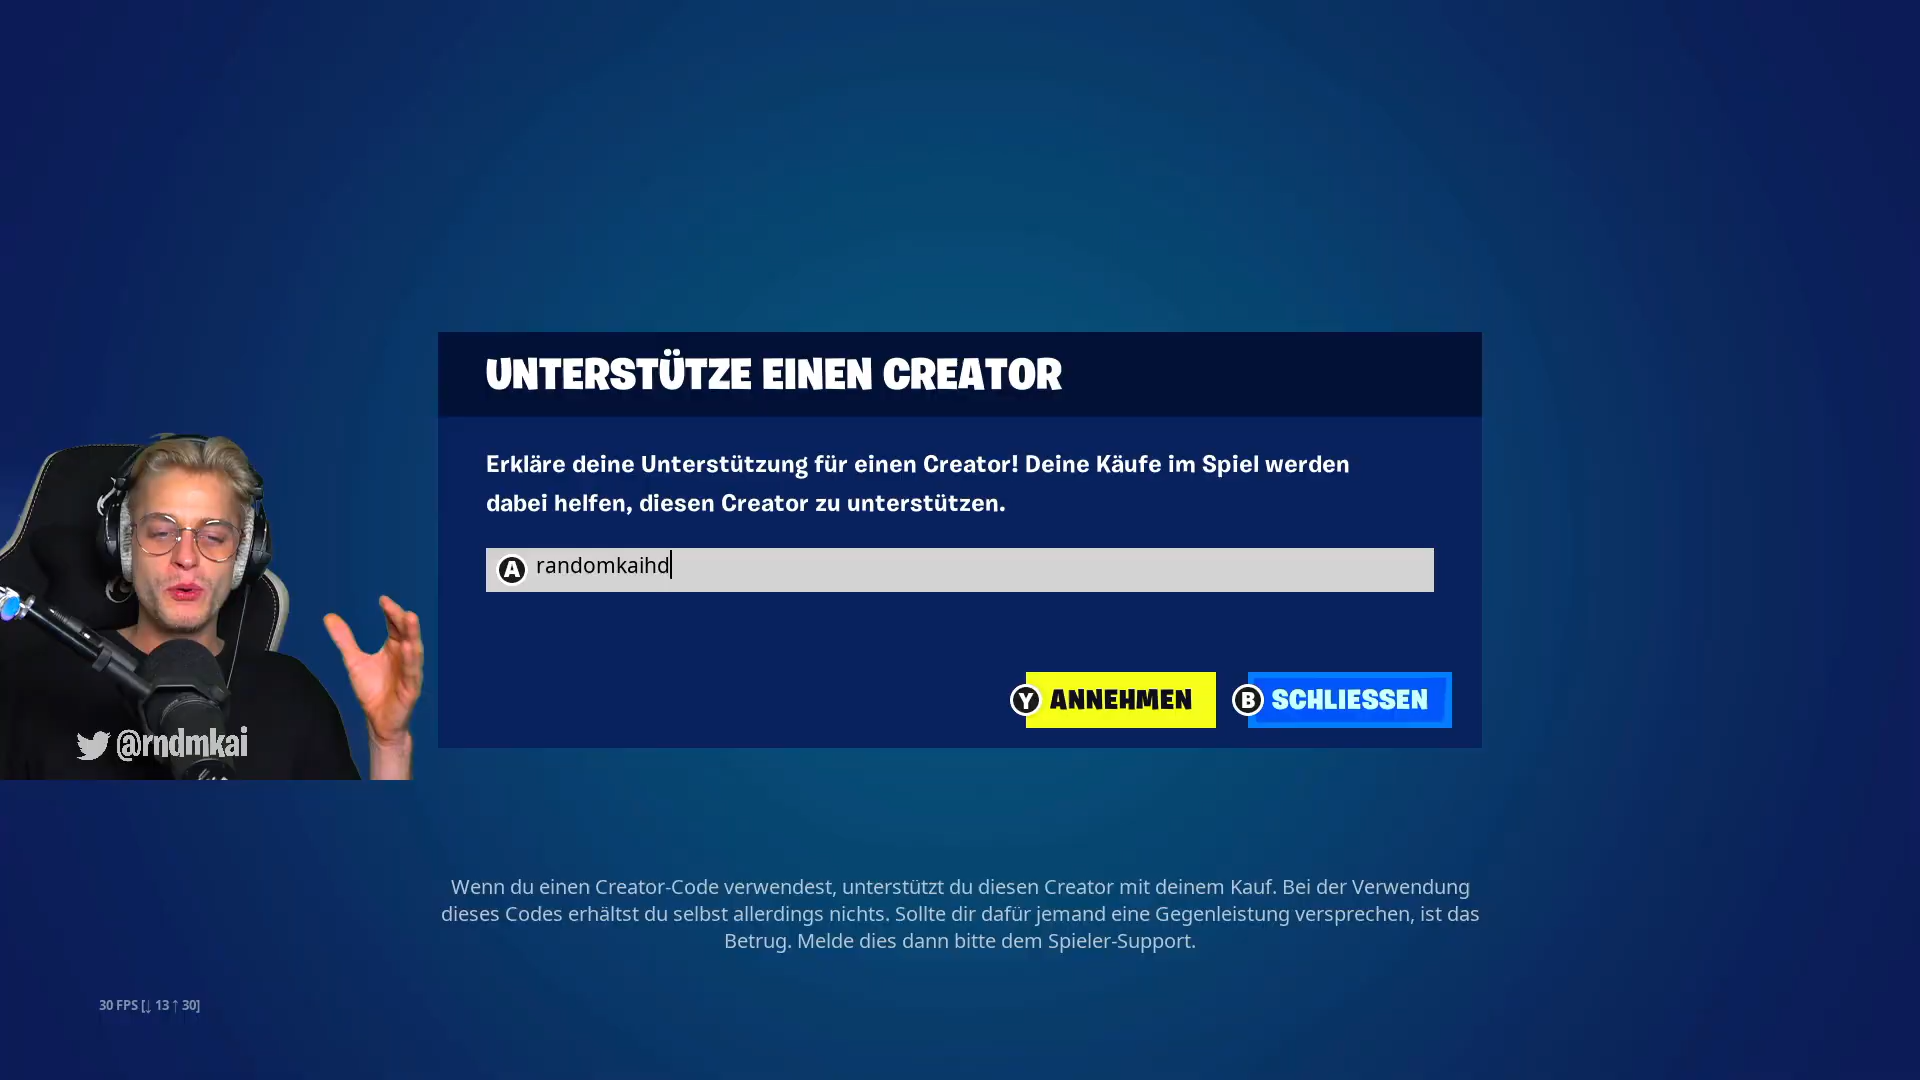 UNTERSTÜTZE EINEN CREATOR
Erkläre deine Unterstützung für einen Creator! Deine Käufe im Spiel werden
dabei helfen, diesen Creator zu unterstützen.
A randomkaihd
Y ANNEHMEN B SCHLIESSEN
@rndmkai
Wenn du einen Creator-Code verwendest, unterstützt du diesen Creator mit deinem Kauf. Bei der Verwendung
dieses Codes erhältst du selbst allerdings nichts. Sollte dir dafür jemand eine Gegenleistung versprechen, ist das
Betrug. Melde dies dann bitte dem Spieler-Support.
30 FPS [↓ 13 ↑ 30]